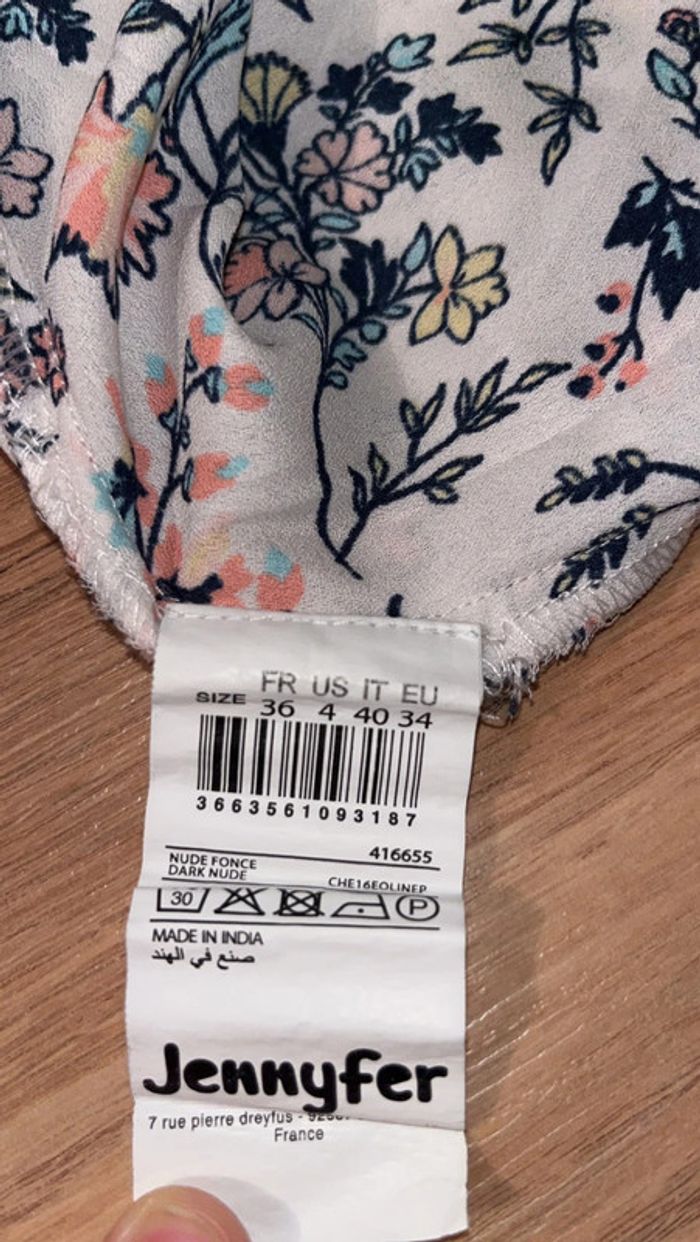 FR US IT EU
SIZE 36 4 40 34
3663561093187
416655
NUDE FONCE
DARK NUDE
CHE16EOLINEP
30
P
MADE IN INDIA
صنع في الهند
Jennyfer
7 rue pierre dreyfus -
France